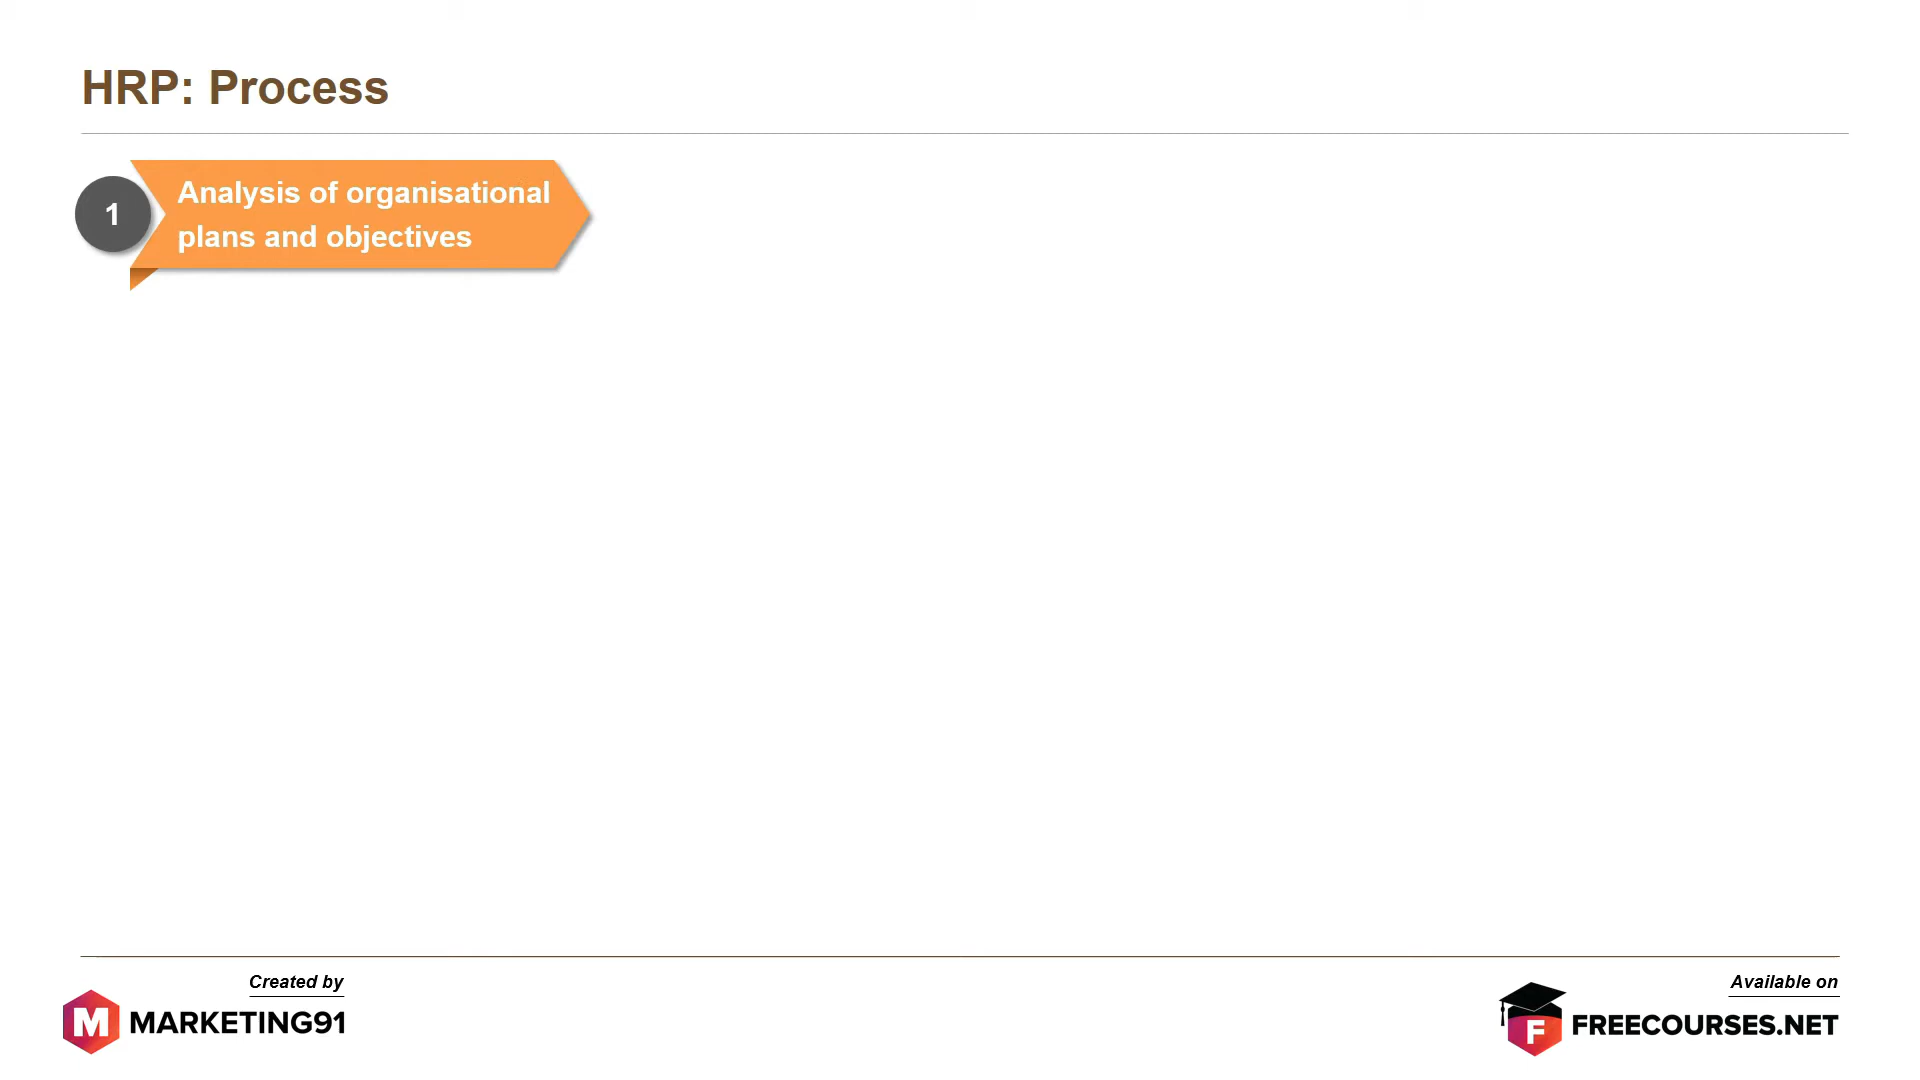 HRP: Process
1
Analysis of organisational
plans and objectives
Created by
M MARKETING91
Available on
F FREECOURSES.NET